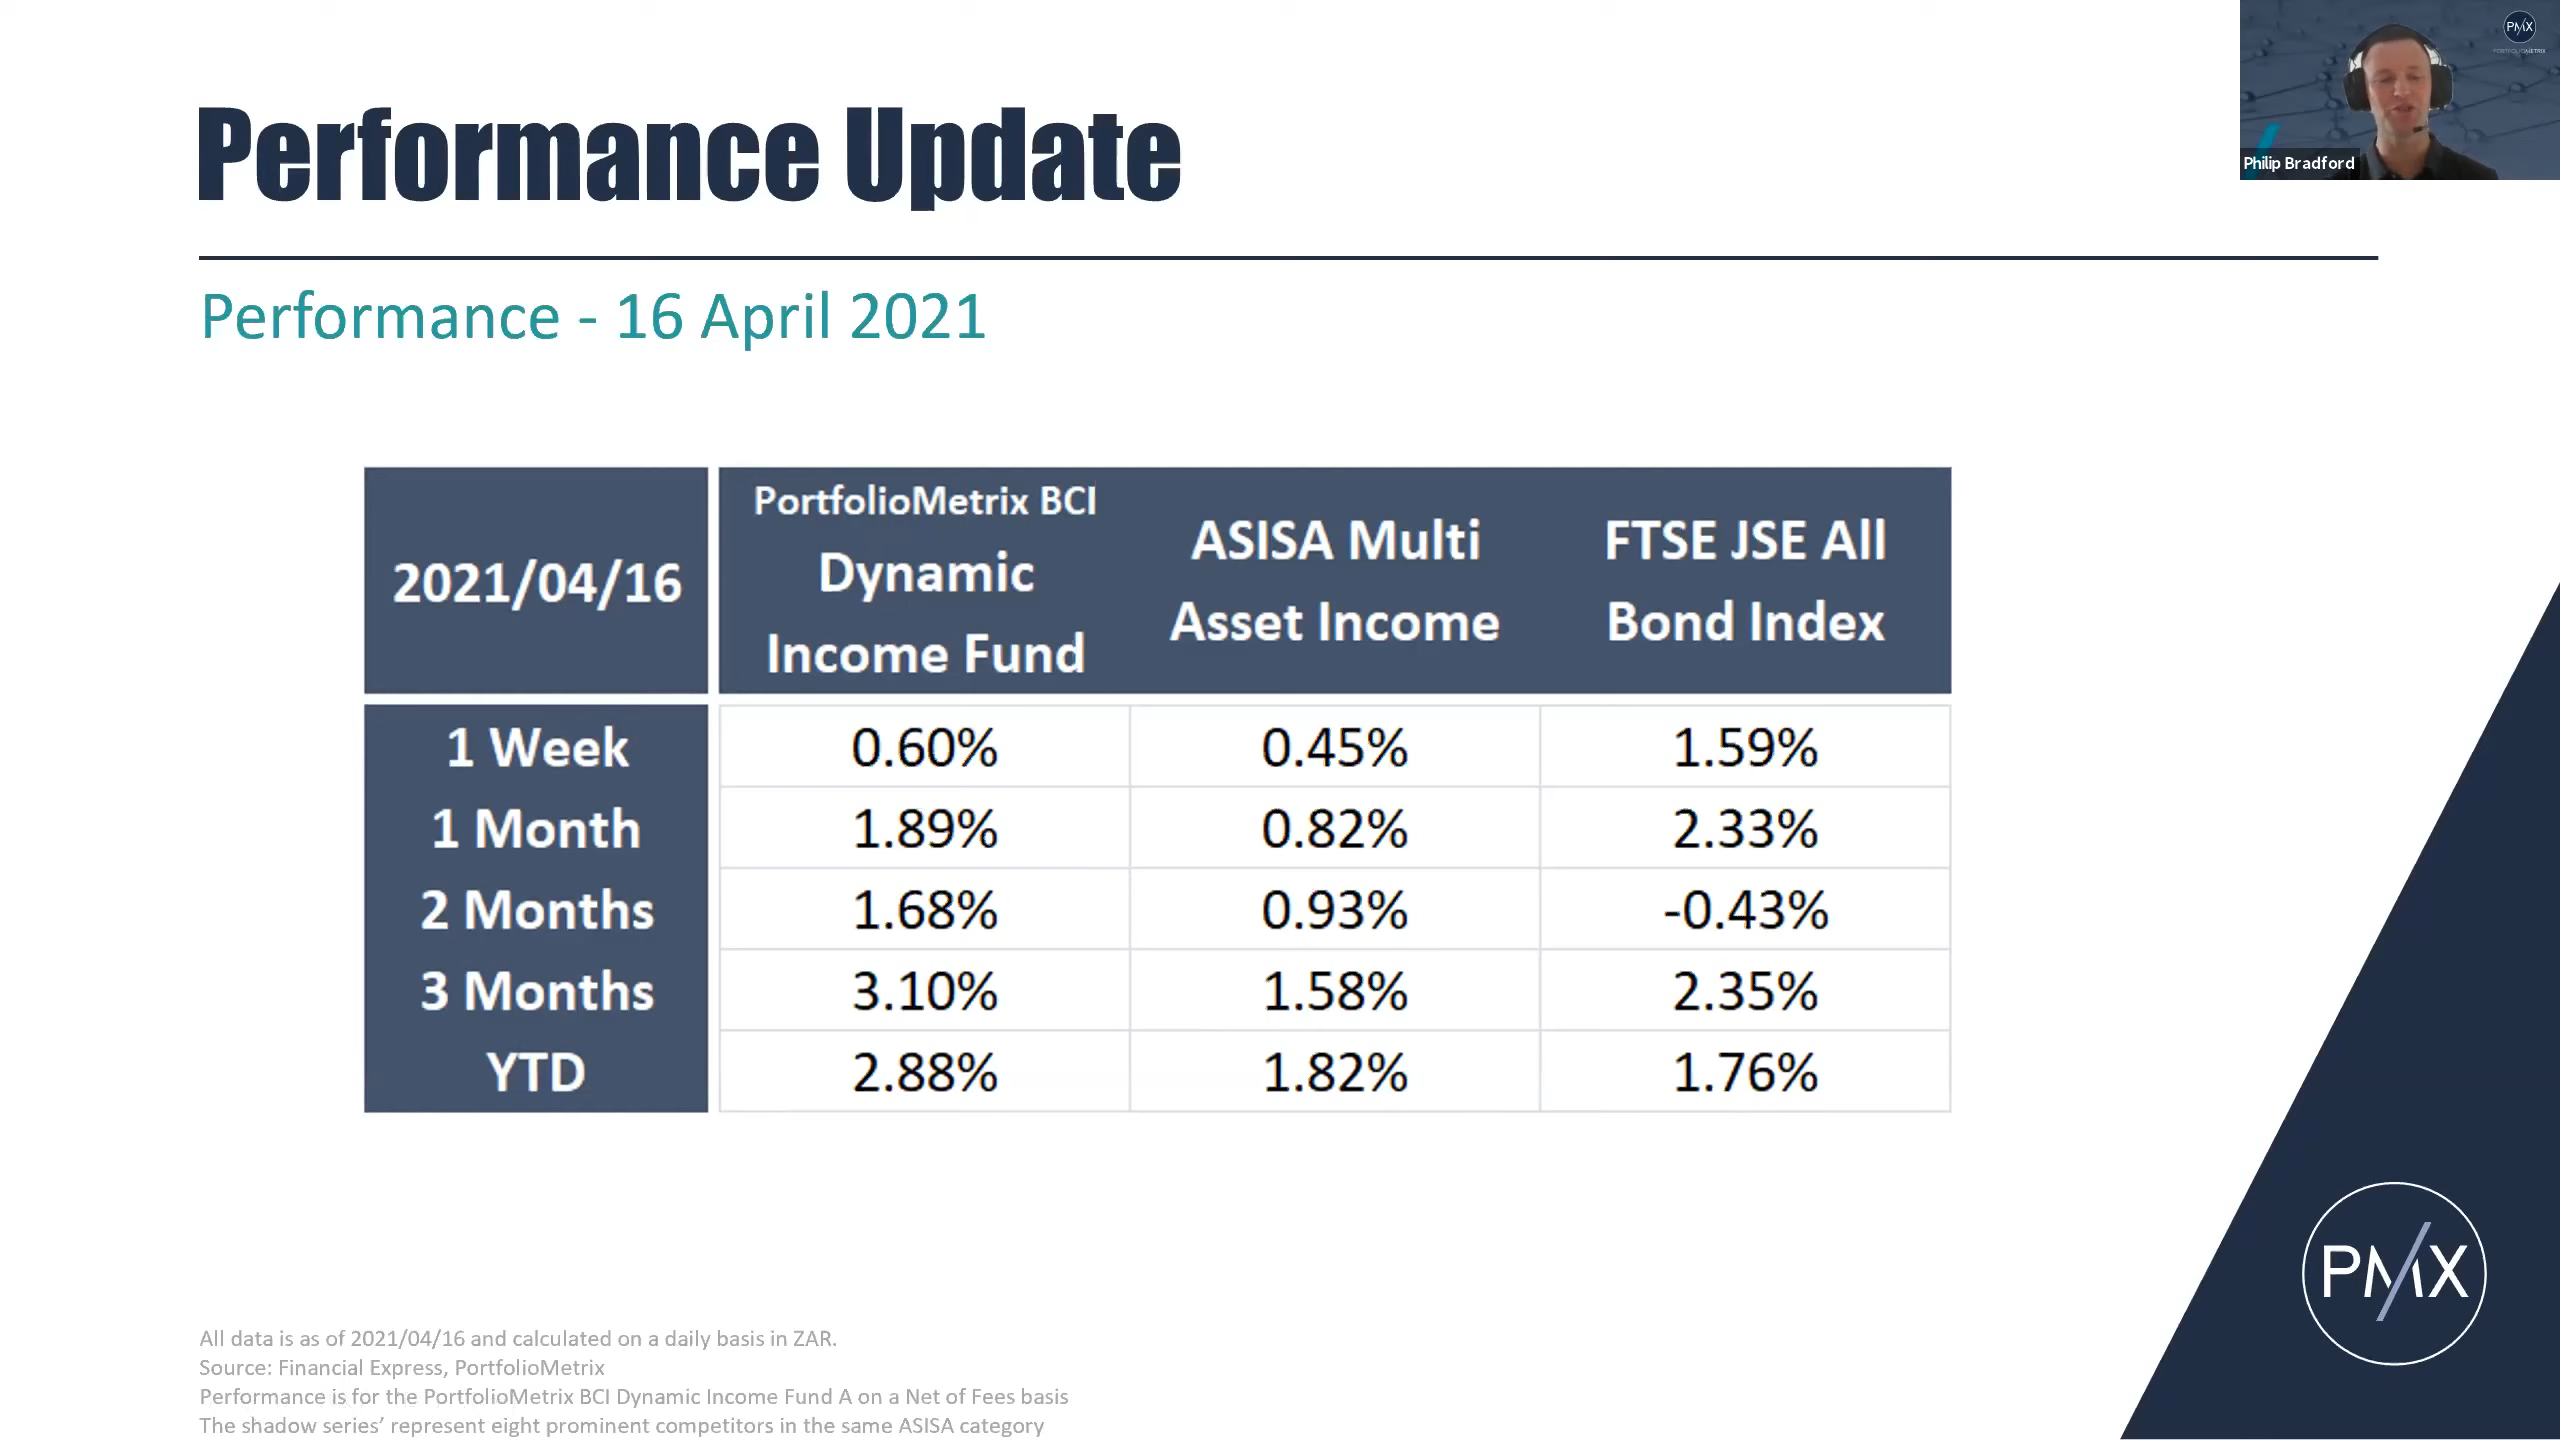 Performance Update
PMX
PORTFOLIOMETRIX
Philip Bradford
Performance - 16 April 2021
2021/04/16
PortfolioMetrix BCI
Dynamic
Income Fund
ASISA Multi
Asset Income
FTSE JSE All
Bond Index
1 Week 0.60% 0.45% 1.59%
1 Month 1.89% 0.82% 2.33%
2 Months 1.68% 0.93% -0.43%
3 Months 3.10% 1.58% 2.35%
YTD 2.88% 1.82% 1.76%
PMX
All data is as of 2021/04/16 and calculated on a daily basis in ZAR.
Source: Financial Express, PortfolioMetrix
Performance is for the PortfolioMetrix BCI Dynamic Income Fund A on a Net of Fees basis
The shadow series’ represent eight prominent competitors in the same ASISA category